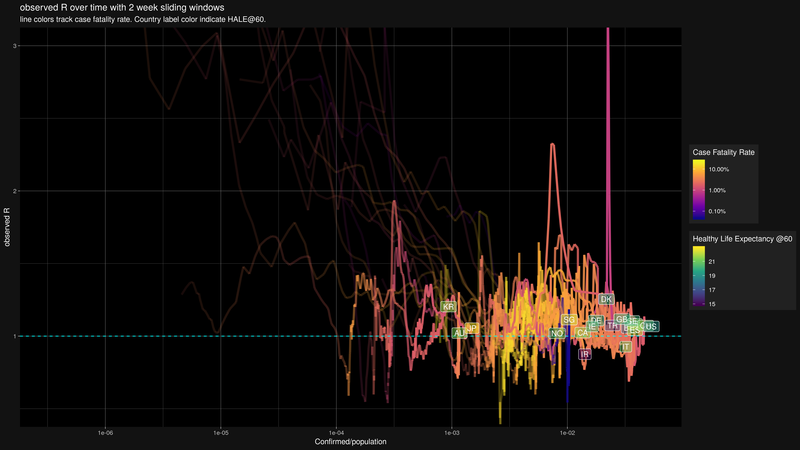 observed R over time with 2 week sliding windows
line colors track case fatality rate. Country label color indicate HALE@60.
observed R
3
2
1
KR
AU
JP
NO
SG
CA
IR
DE
IE
DK
TR
GB
IT
US
1e-06
1e-05
1e-04
1e-03
1e-02
Confirmed/population
Case Fatality Rate
10.00%
1.00%
0.10%
Healthy Life Expectancy @60
21
19
17
15